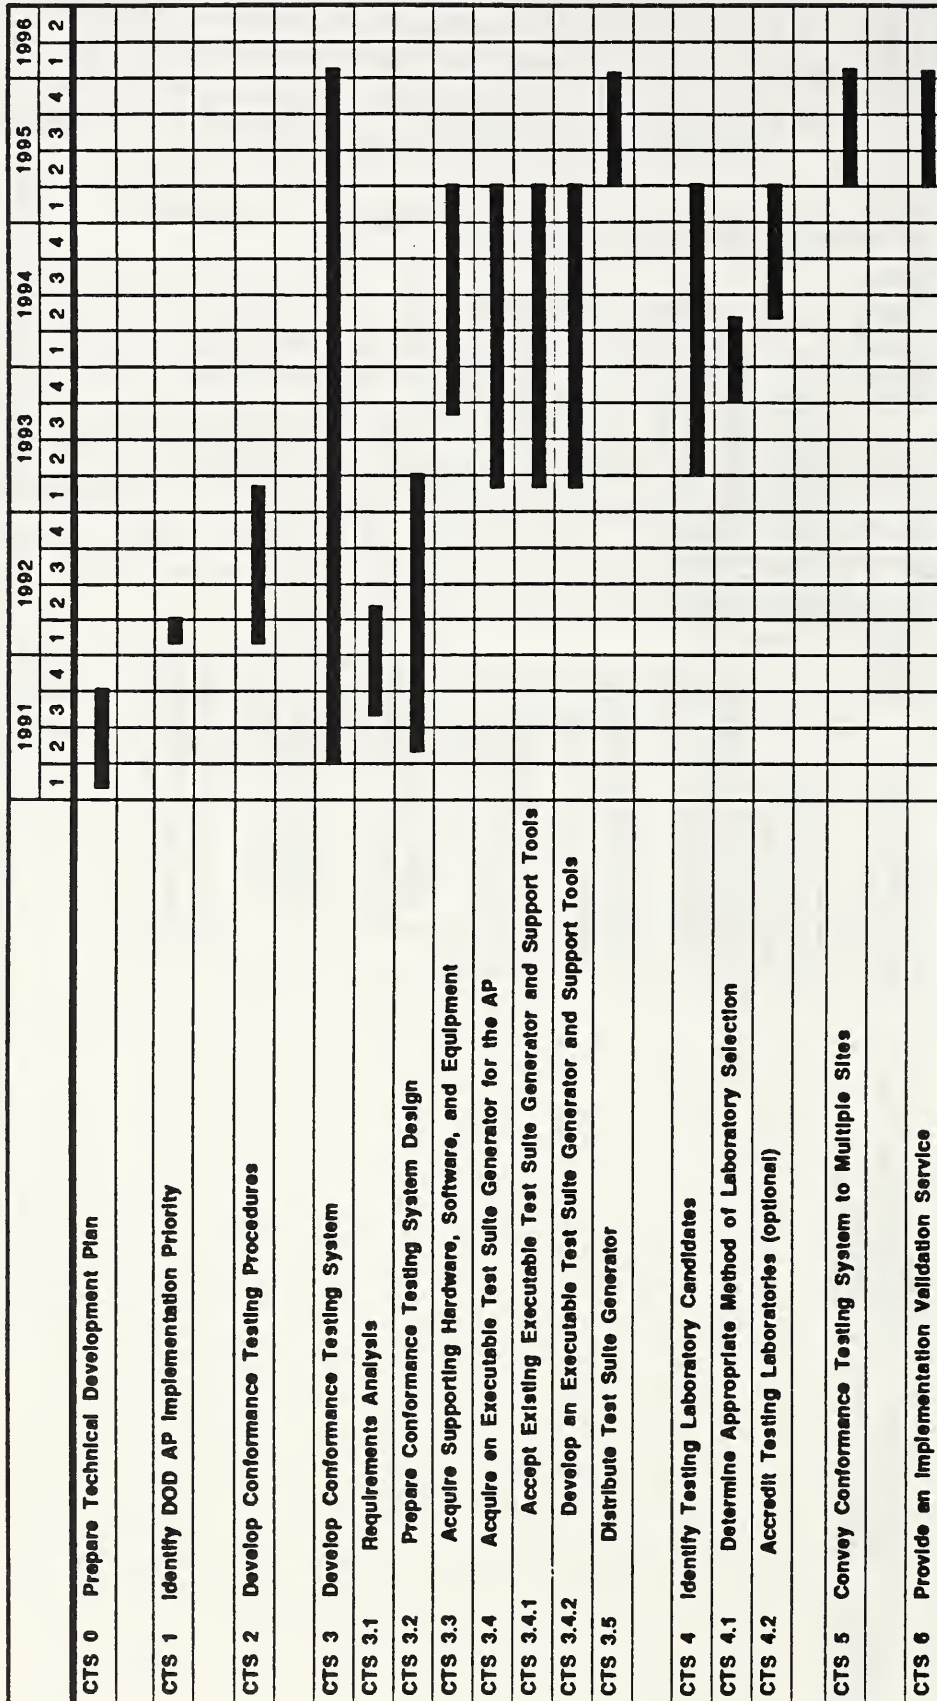 1991 1992 1993 1994 1995 1996
1 2 3 4 1 2 3 4 1 2 3 4 1 2 3 4 1 2 3 4 1 2
CTS 0 Prepare Technical Development Plan
CTS 1 Identify DOD AP Implementation Priority
CTS 2 Develop Conformance Testing Procedures
CTS 3 Develop Conformance Testing System
CTS 3.1 Requirements Analysis
CTS 3.2 Prepare Conformance Testing System Design
CTS 3.3 Acquire Supporting Hardware, Software, and Equipment
CTS 3.4 Acquire en Executable Test Suite Generator for the AP
CTS 3.4.1 Accept Existing Executable Test Suite Generator and Support Tools
CTS 3.4.2 Develop an Executable Test Suite Generator and Support Tools
CTS 3.5 Distribute Test Suite Generator
CTS 4 Identify Testing Laboratory Candidates
CTS 4.1 Determine Appropriate Method of Laboratory Selection
CTS 4.2 Accredit Testing Laboratories (optional)
CTS 5 Convey Conformance Testing System to Multiple Sites
CTS 6 Provide an Implementation Validation Service